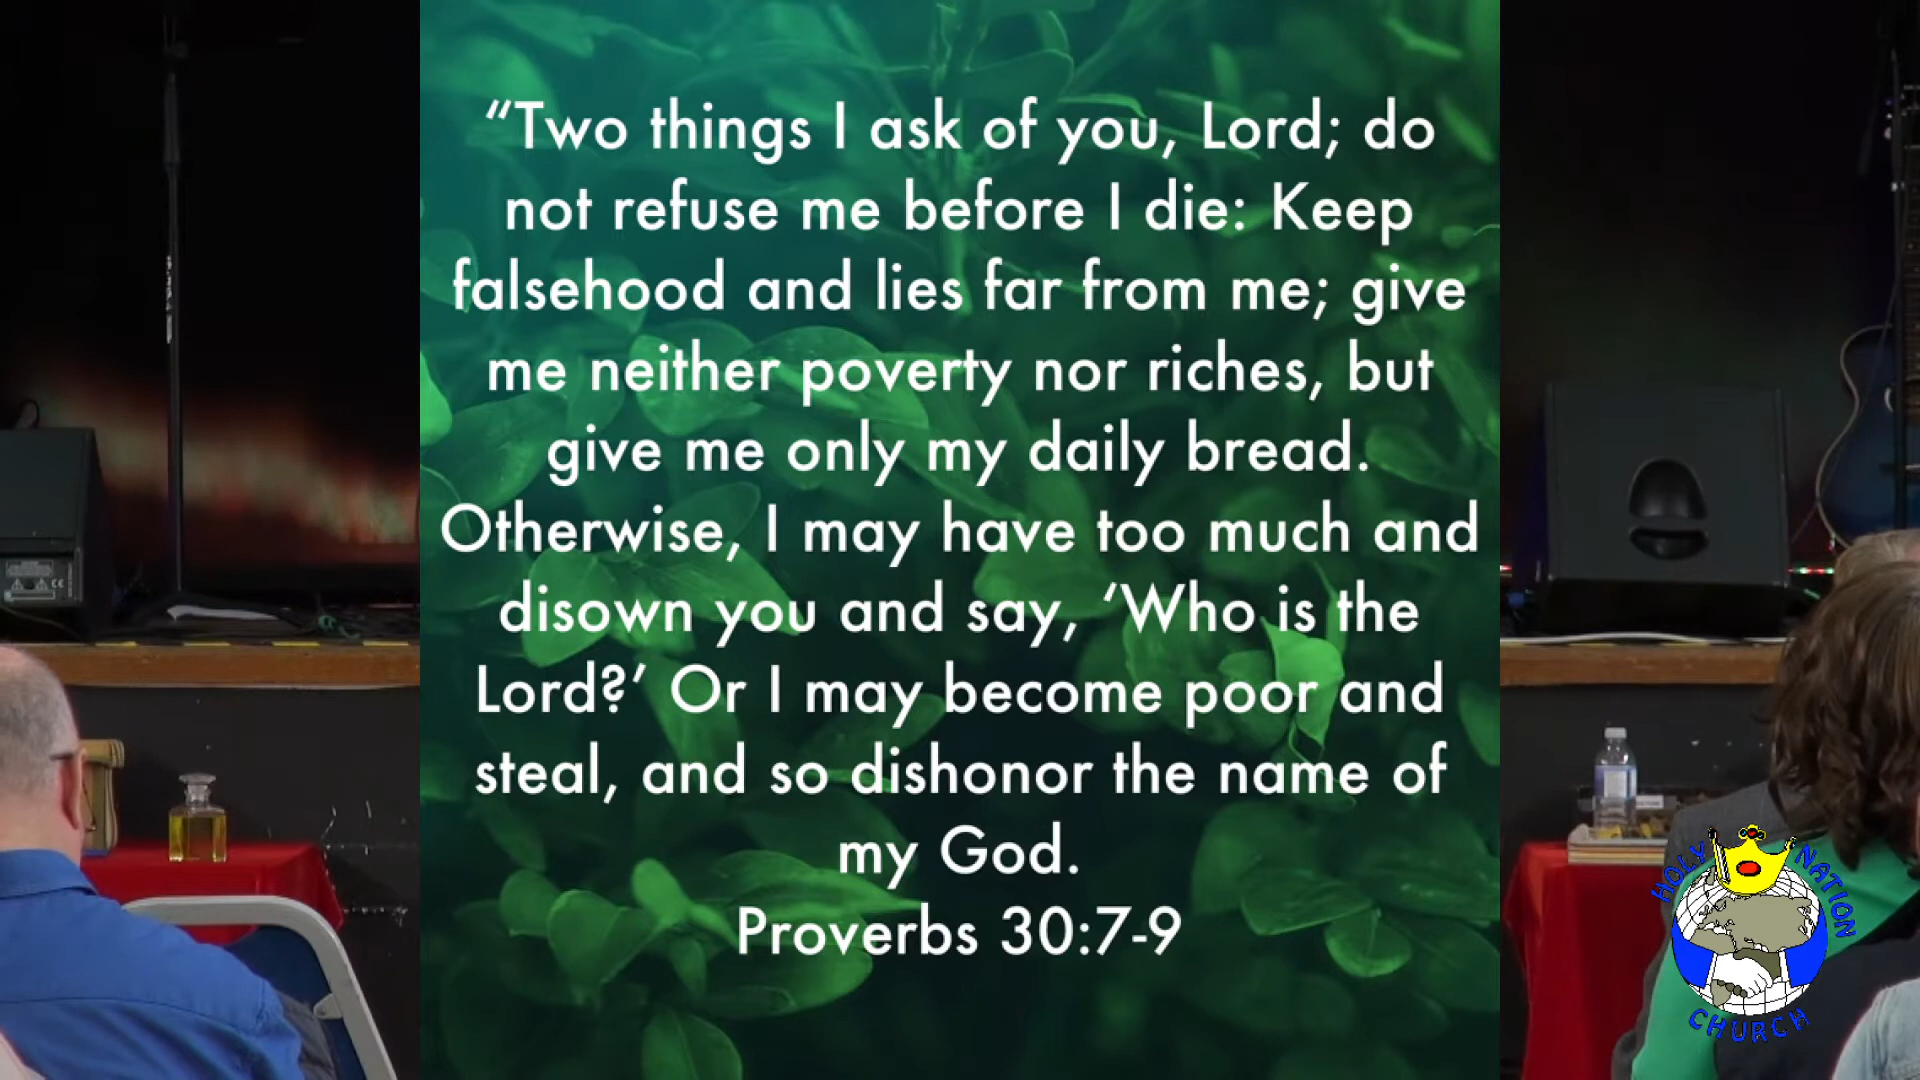 “Two things I ask of you, Lord; do
not refuse me before I die: Keep
falsehood and lies far from me; give
me neither poverty nor riches, but
give me only my daily bread.
Otherwise, I may have too much and
disown you and say, ‘Who is the
Lord?’ Or I may become poor and
steal, and so dishonor the name of
my God.
Proverbs 30:7-9
HOLY NATION
CHURCH